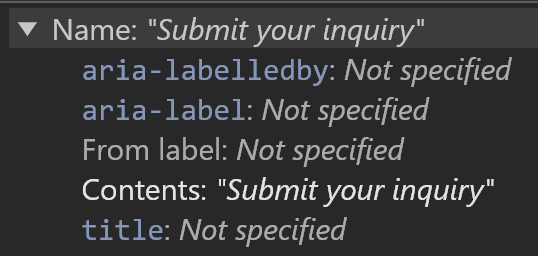 ▼ Name: "Submit your inquiry"
aria-labelledby: Not specified
aria-label: Not specified
From label: Not specified
Contents: "Submit your inquiry"
title: Not specified